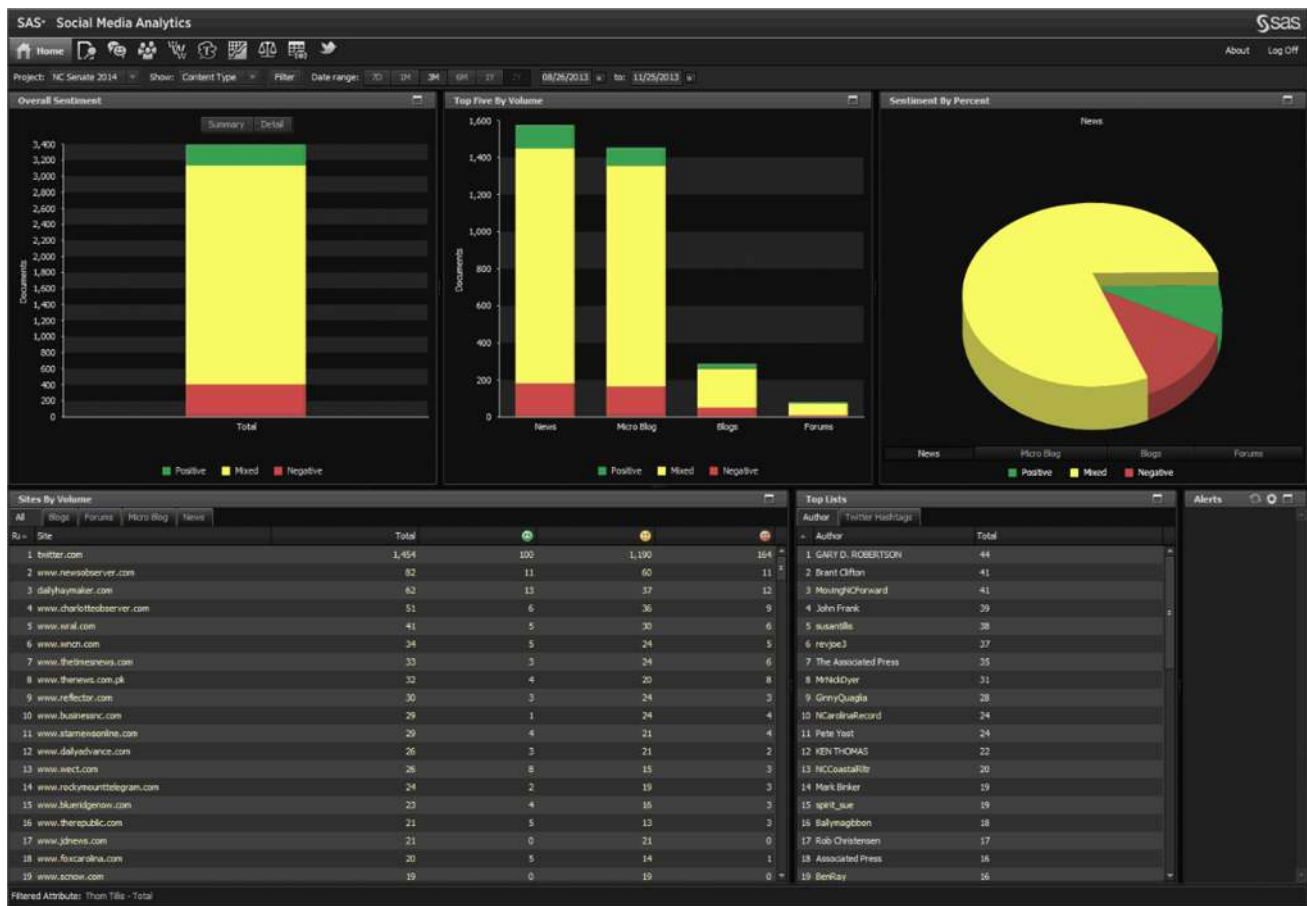 SAS® Social Media Analytics
sas
Home
About Log Off
Project: NC Senate 2014 Show: Content Type Filter Date range: 7D 1M 3M 6M 1Y 08/26/2013 to: 11/25/2013
Overall Sentiment
Summary Detail
3,400
3,200
3,000
2,800
2,600
2,400
2,200
2,000
1,800
1,600
1,400
1,200
1,000
800
600
400
200
0
Documents
Total
Positive Mixed Negative
Top Five By Volume
1,600
1,400
1,200
1,000
800
600
400
200
0
Documents
News Micro Blog Blogs Forums
Positive Mixed Negative
Sentiment By Percent
News
News Micro Blog Blogs Forums
Positive Mixed Negative
Sites By Volume
All Blogs Forums Micro Blog News
Site Total
1 twitter.com 1,454 100 1,190 164
2 www.newsobserver.com 82 11 60 11
3 dailyhaymaker.com 62 13 37 12
4 www.charlotteobserver.com 51 6 36 9
5 www.wral.com 41 5 30 6
6 www.wncn.com 34 5 24 5
7 www.thetimesnews.com 33 3 24 6
8 www.thenews.com.pk 32 4 20 8
9 www.reflector.com 30 3 24 3
10 www.businessnc.com 29 1 24 4
11 www.starnewsonline.com 29 4 21 4
12 www.dailyadvance.com 26 3 21 2
13 www.wect.com 26 8 15 3
14 www.rockymounttelegram.com 24 2 19 3
15 www.blueridgenow.com 23 4 16 3
16 www.therepublic.com 21 5 13 3
17 www.jdnews.com 21 0 21 0
18 www.foxcarolina.com 20 5 14 1
19 www.scnow.com 19 0 19 0
Top Lists
Author Twitter Hashtags
Author Total
1 GARY D. ROBERTSON 44
2 Brant Clifton 41
3 MovingNCForward 41
4 John Frank 39
5 susantillis 38
6 revjoe3 37
7 The Associated Press 35
8 MrNickDyer 31
9 GinnyQuaglia 28
10 NCarolinaRecord 24
11 Pete Yost 24
12 KEN THOMAS 22
13 NCCoastalRltr 20
14 Mark Binker 19
15 spirit_sue 19
16 Ballymagibbon 18
17 Rob Christensen 17
18 Associated Press 16
19 BenRay 16
Alerts
Filtered Attribute: Thom Tillis - Total